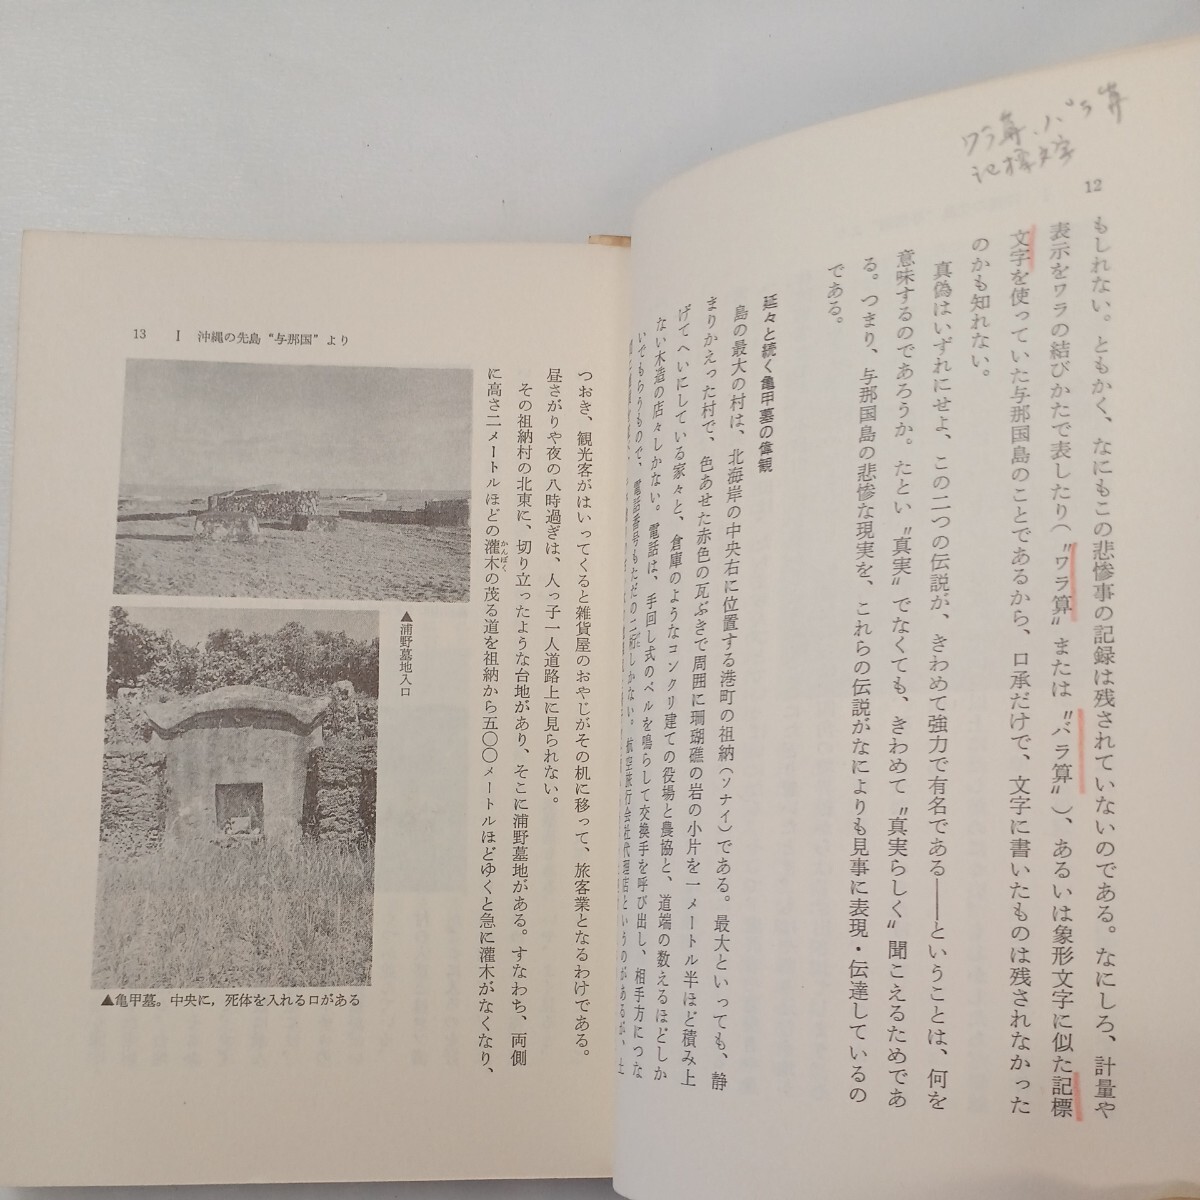 ワラ算、バラ算
記標文字
12
もしれない。ともかく、なにもこの悲惨事の記録は残されていないのである。なにしろ、計量や
表示をワラの結びかたで表したり（〝ワラ算〟または〝バラ算〟）、あるいは象形文字に似た記標
文字を使っていた与那国島のことであるから、口承だけで、文字に書いたものは残されなかった
のかも知れない。
真偽はいずれにせよ、この二つの伝説が、きわめて強力で有名である――ということは、何を
意味するのであろうか。たとい〝真実〟でなくても、きわめて〝真実らしく〟聞こえるためであ
る。つまり、与那国島の悲惨な現実を、これらの伝説がなによりも見事に表現・伝達しているの
である。
延々と続く亀甲墓の偉観
島の最大の村は、北海岸の中央右に位置する港町の祖納（ソナイ）である。最大といっても、静
まりかえった村で、色あせた赤色の瓦ぶきで周囲に珊瑚礁の岩の小片を一メートル半ほど積み上
げてへいにしている家々と、倉庫のようなコンクリ建ての役場と農協と、道端の数えるほどしか
ない木造の店々しかない。電話は、手回し式のベルを鳴らして交換手を呼び出し、相手方につな
いでもらうもので、電話番号もただの二桁しかない。航空旅行会社代理店というのがあるが、土
13 I 沖縄の先島“与那国”より
つおき、観光客がはいってくると雑貨屋のおやじがその机に移って、旅客業となるわけである。
昼さがりや夜の八時過ぎは、人っ子一人道路上に見られない。
その祖納村の北東に、切り立ったような台地があり、そこに浦野墓地がある。すなわち、両側
に高さ二メートルほどの灌木かんぼくの茂る道を祖納から五〇〇メートルほどゆくと急に灌木がなくなり、
▲浦野墓地入口
▲亀甲墓。中央に，死体を入れる口がある